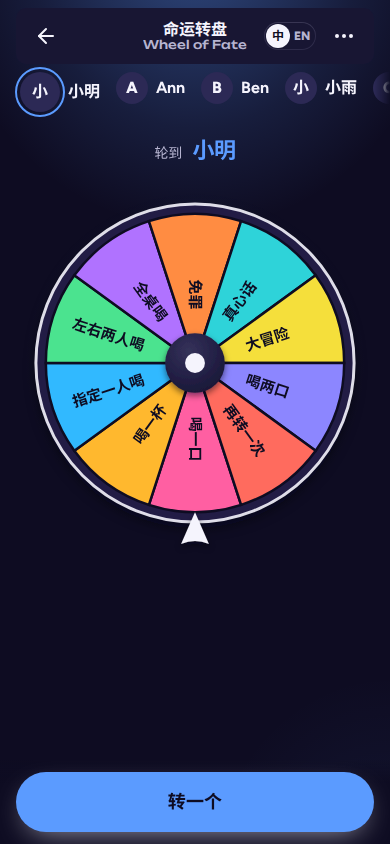 命运转盘
Wheel of Fate
中 EN
小 小明 A Ann B Ben 小 小雨
轮到 小明
免罪
真心话
大冒险
喝两口
再转一次
喝一口
喝一杯
指定一人喝
左右两人喝
全桌喝
转一个